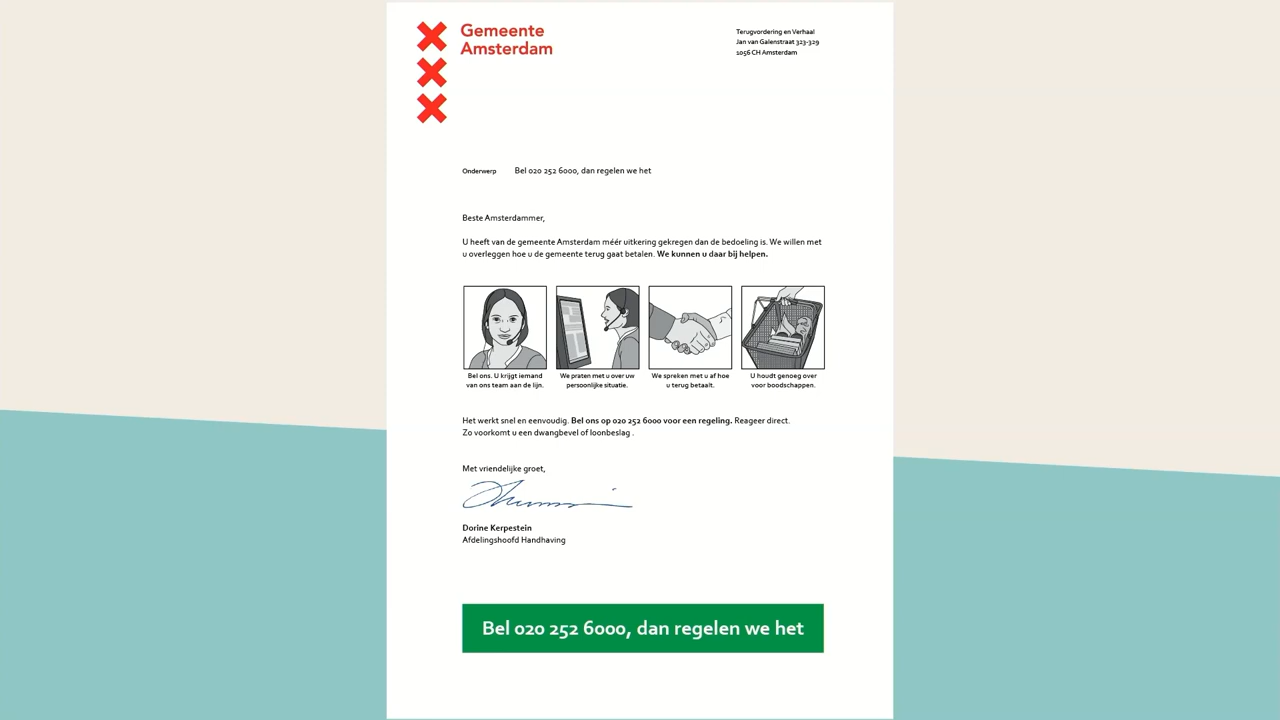 Gemeente
Amsterdam
Terugvordering en Verhaal
Jan van Galenstraat 323-329
1056 CH Amsterdam
Onderwerp Bel 020 252 6000, dan regelen we het
Beste Amsterdammer,
U heeft van de gemeente Amsterdam méér uitkering gekregen dan de bedoeling is. We willen met
u overleggen hoe u de gemeente terug gaat betalen. We kunnen u daar bij helpen.
Bel ons. U krijgt iemand
van ons team aan de lijn.
We praten met u over uw
persoonlijke situatie.
We spreken met u af hoe
u terug betaalt.
U houdt genoeg over
voor boodschappen.
Het werkt snel en eenvoudig. Bel ons op 020 252 6000 voor een regeling. Reageer direct.
Zo voorkomt u een dwangbevel of loonbeslag .
Met vriendelijke groet,
Dorine Kerpestein
Afdelingshoofd Handhaving
Bel 020 252 6000, dan regelen we het